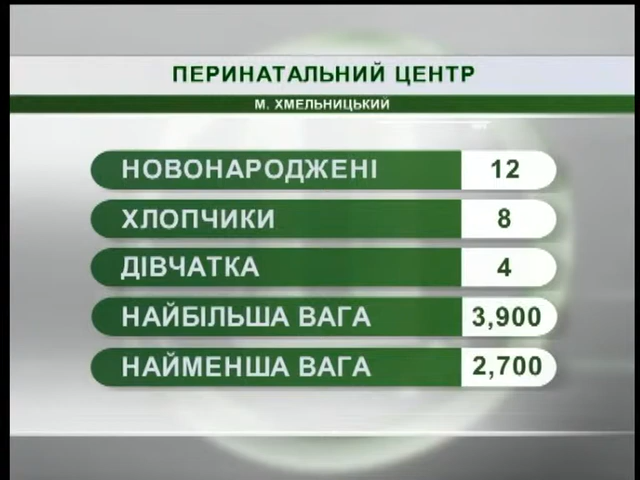 ПЕРИНАТАЛЬНИЙ ЦЕНТР
М. ХМЕЛЬНИЦЬКИЙ
НОВОНАРОДЖЕНІ 12
ХЛОПЧИКИ 8
ДІВЧАТКА 4
НАЙБІЛЬША ВАГА 3,900
НАЙМЕНША ВАГА 2,700